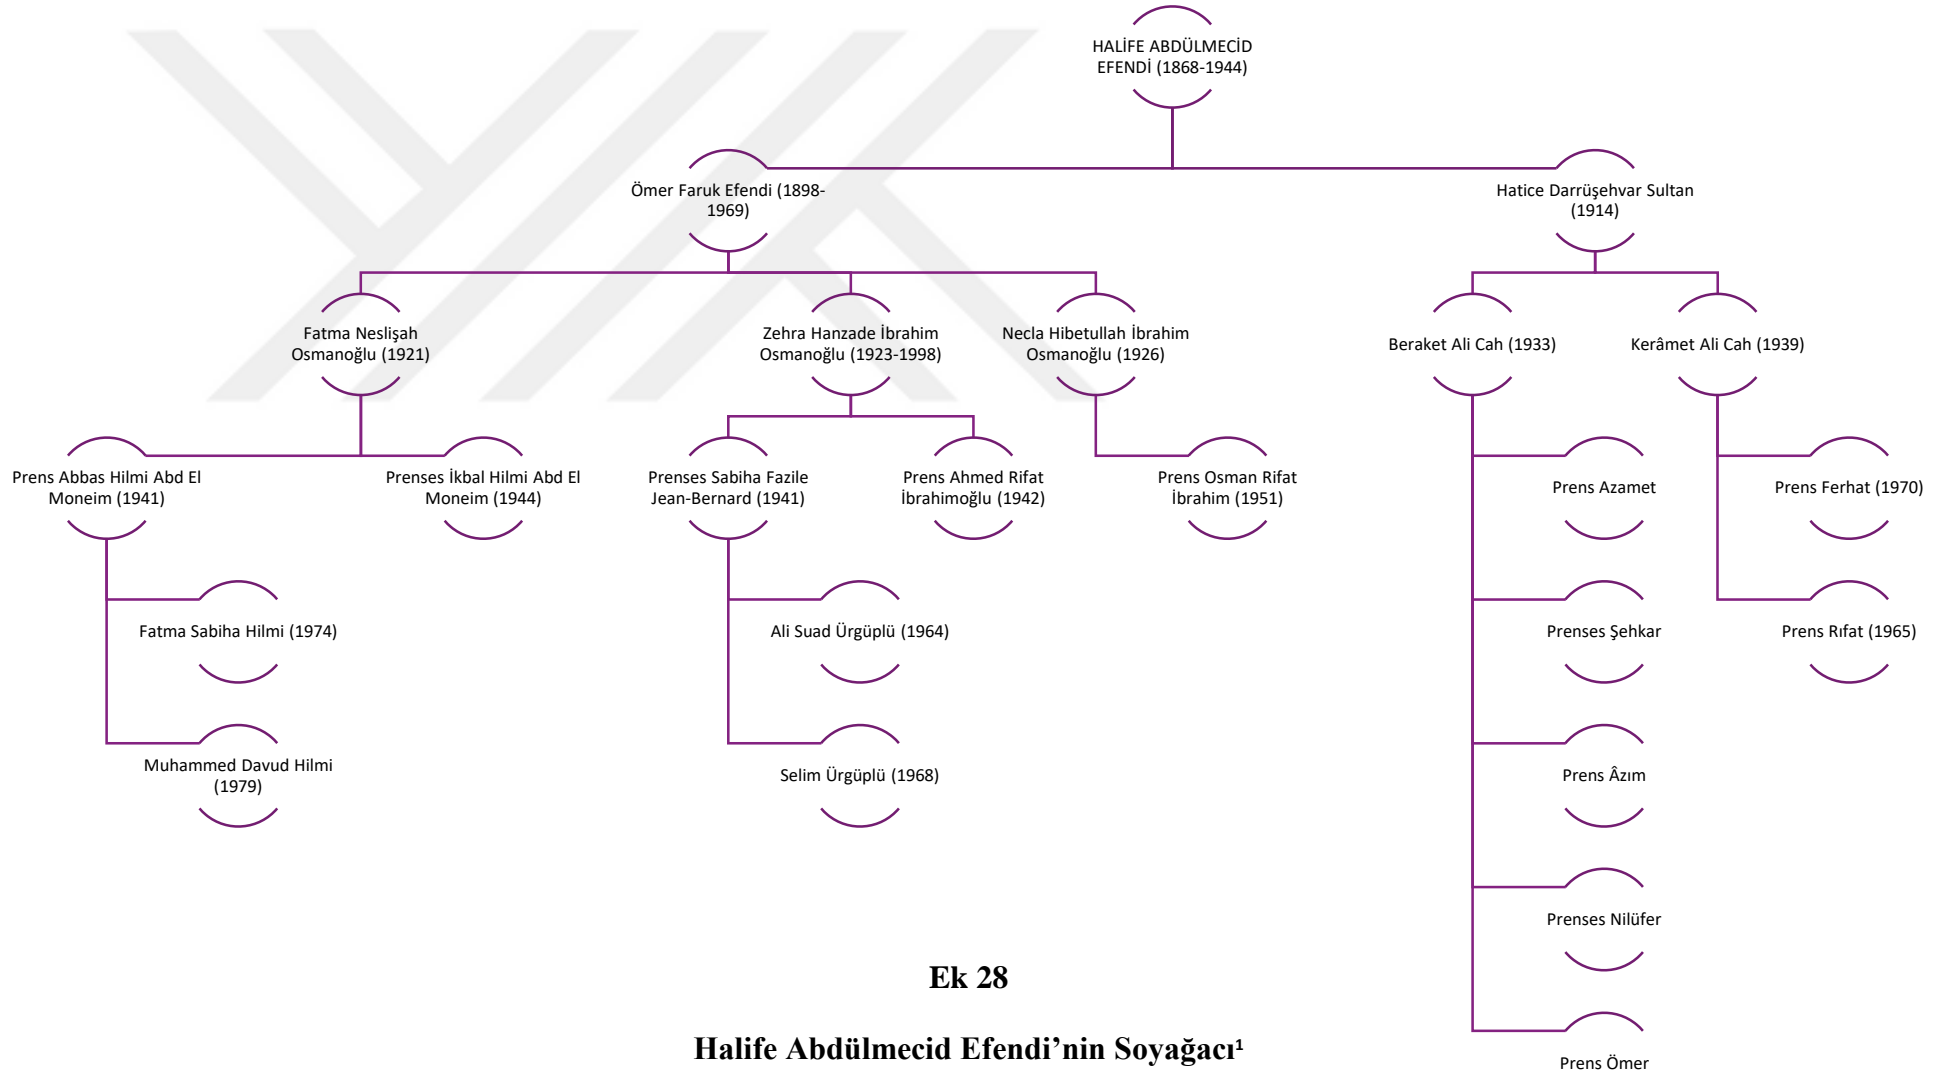 HALİFE ABDÜLMECİD
EFENDİ (1868-1944)
Ömer Faruk Efendi (1898-
1969)
Hatice Darrüşehvar Sultan
(1914)
Fatma Neslişah
Osmanoğlu (1921)
Zehra Hanzade İbrahim
Osmanoğlu (1923-1998)
Necla Hibetullah İbrahim
Osmanoğlu (1926)
Beraket Ali Cah (1933)
Kerâmet Ali Cah (1939)
Prens Abbas Hilmi Abd El
Moneim (1941)
Prenses İkbal Hilmi Abd El
Moneim (1944)
Prenses Sabiha Fazile
Jean-Bernard (1941)
Prens Ahmed Rifat
İbrahimoğlu (1942)
Prens Osman Rifat
İbrahim (1951)
Prens Azamet
Prens Ferhat (1970)
Fatma Sabiha Hilmi (1974)
Ali Suad Ürgüplü (1964)
Prenses Şehkar
Prens Rıfat (1965)
Muhammed Davud Hilmi
(1979)
Selim Ürgüplü (1968)
Prens Âzım
Prenses Nilüfer
Prens Ömer
Ek 28
Halife Abdülmecid Efendi’nin Soyağacı¹